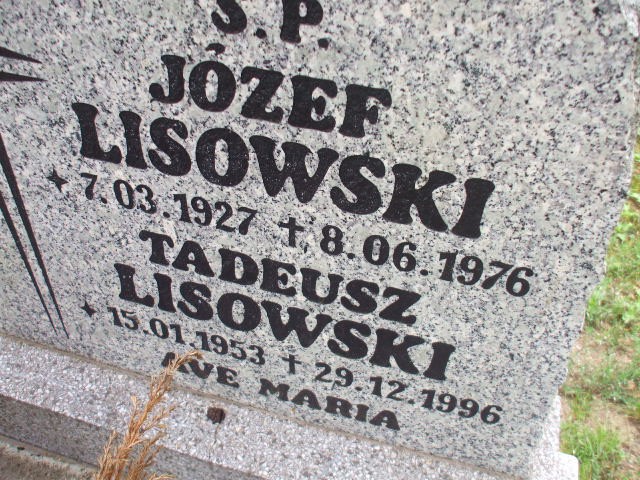 Ś.P.
JÓZEF
LISOWSKI
7.03.1927 † 8.06.1976
TADEUSZ
LISOWSKI
15.01.1953 † 29.12.1996
AVE MARIA